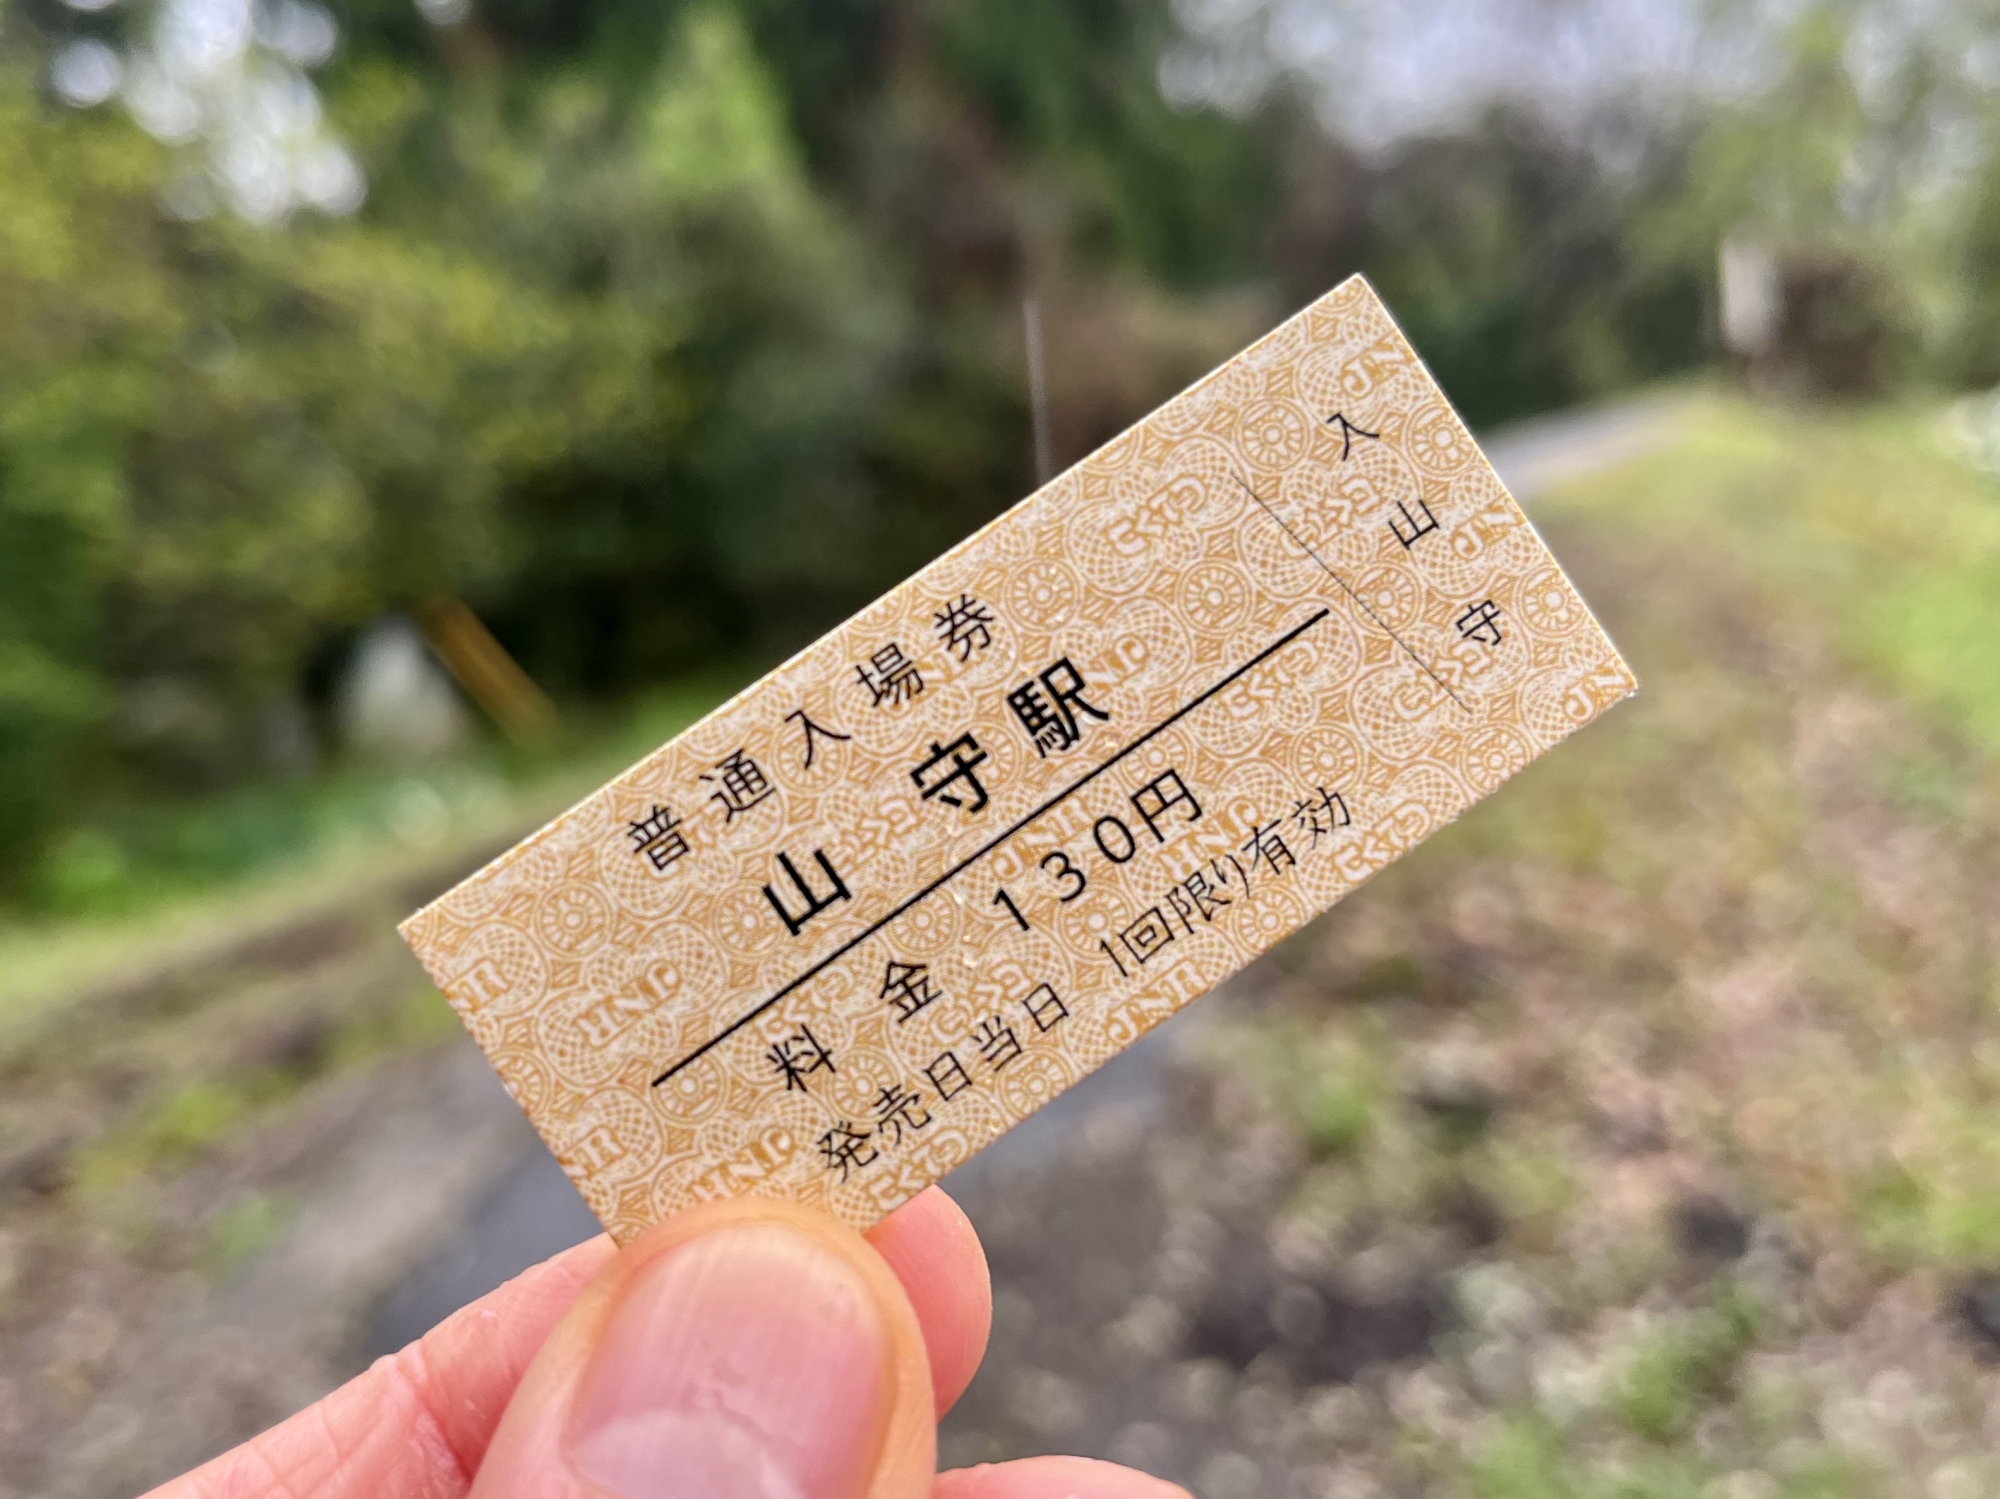 普通入場券
山守駅
料金 130円
発売日当日 1回限り有効
入
山
守